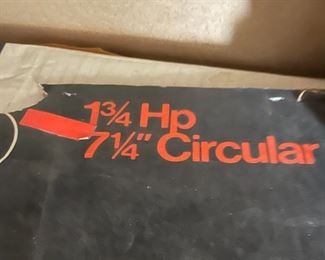 1¾ Hp
7¼" Circular